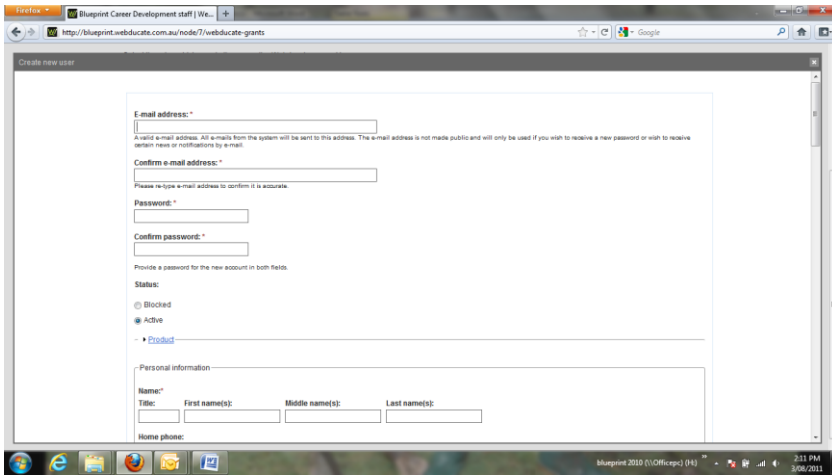 Firefox
Blueprint Career Development staff | We...
http://blueprint.webducate.com.au/node/7/webducate-grants
Google
Create new user
E-mail address: *
A valid e-mail address. All e-mails from the system will be sent to this address. The e-mail address is not made public and will only be used if you wish to receive a new password or wish to receive
certain news or notifications by e-mail.
Confirm e-mail address: *
Please re-type e-mail address to confirm it is accurate.
Password: *
Confirm password: *
Provide a password for the new account in both fields.
Status:
Blocked
Active
Product
Personal information
Name:*
Title: First name(s): Middle name(s): Last name(s):
Home phone:
blueprint 2010 (\\Officepc) (H:)
2:11 PM
3/08/2011